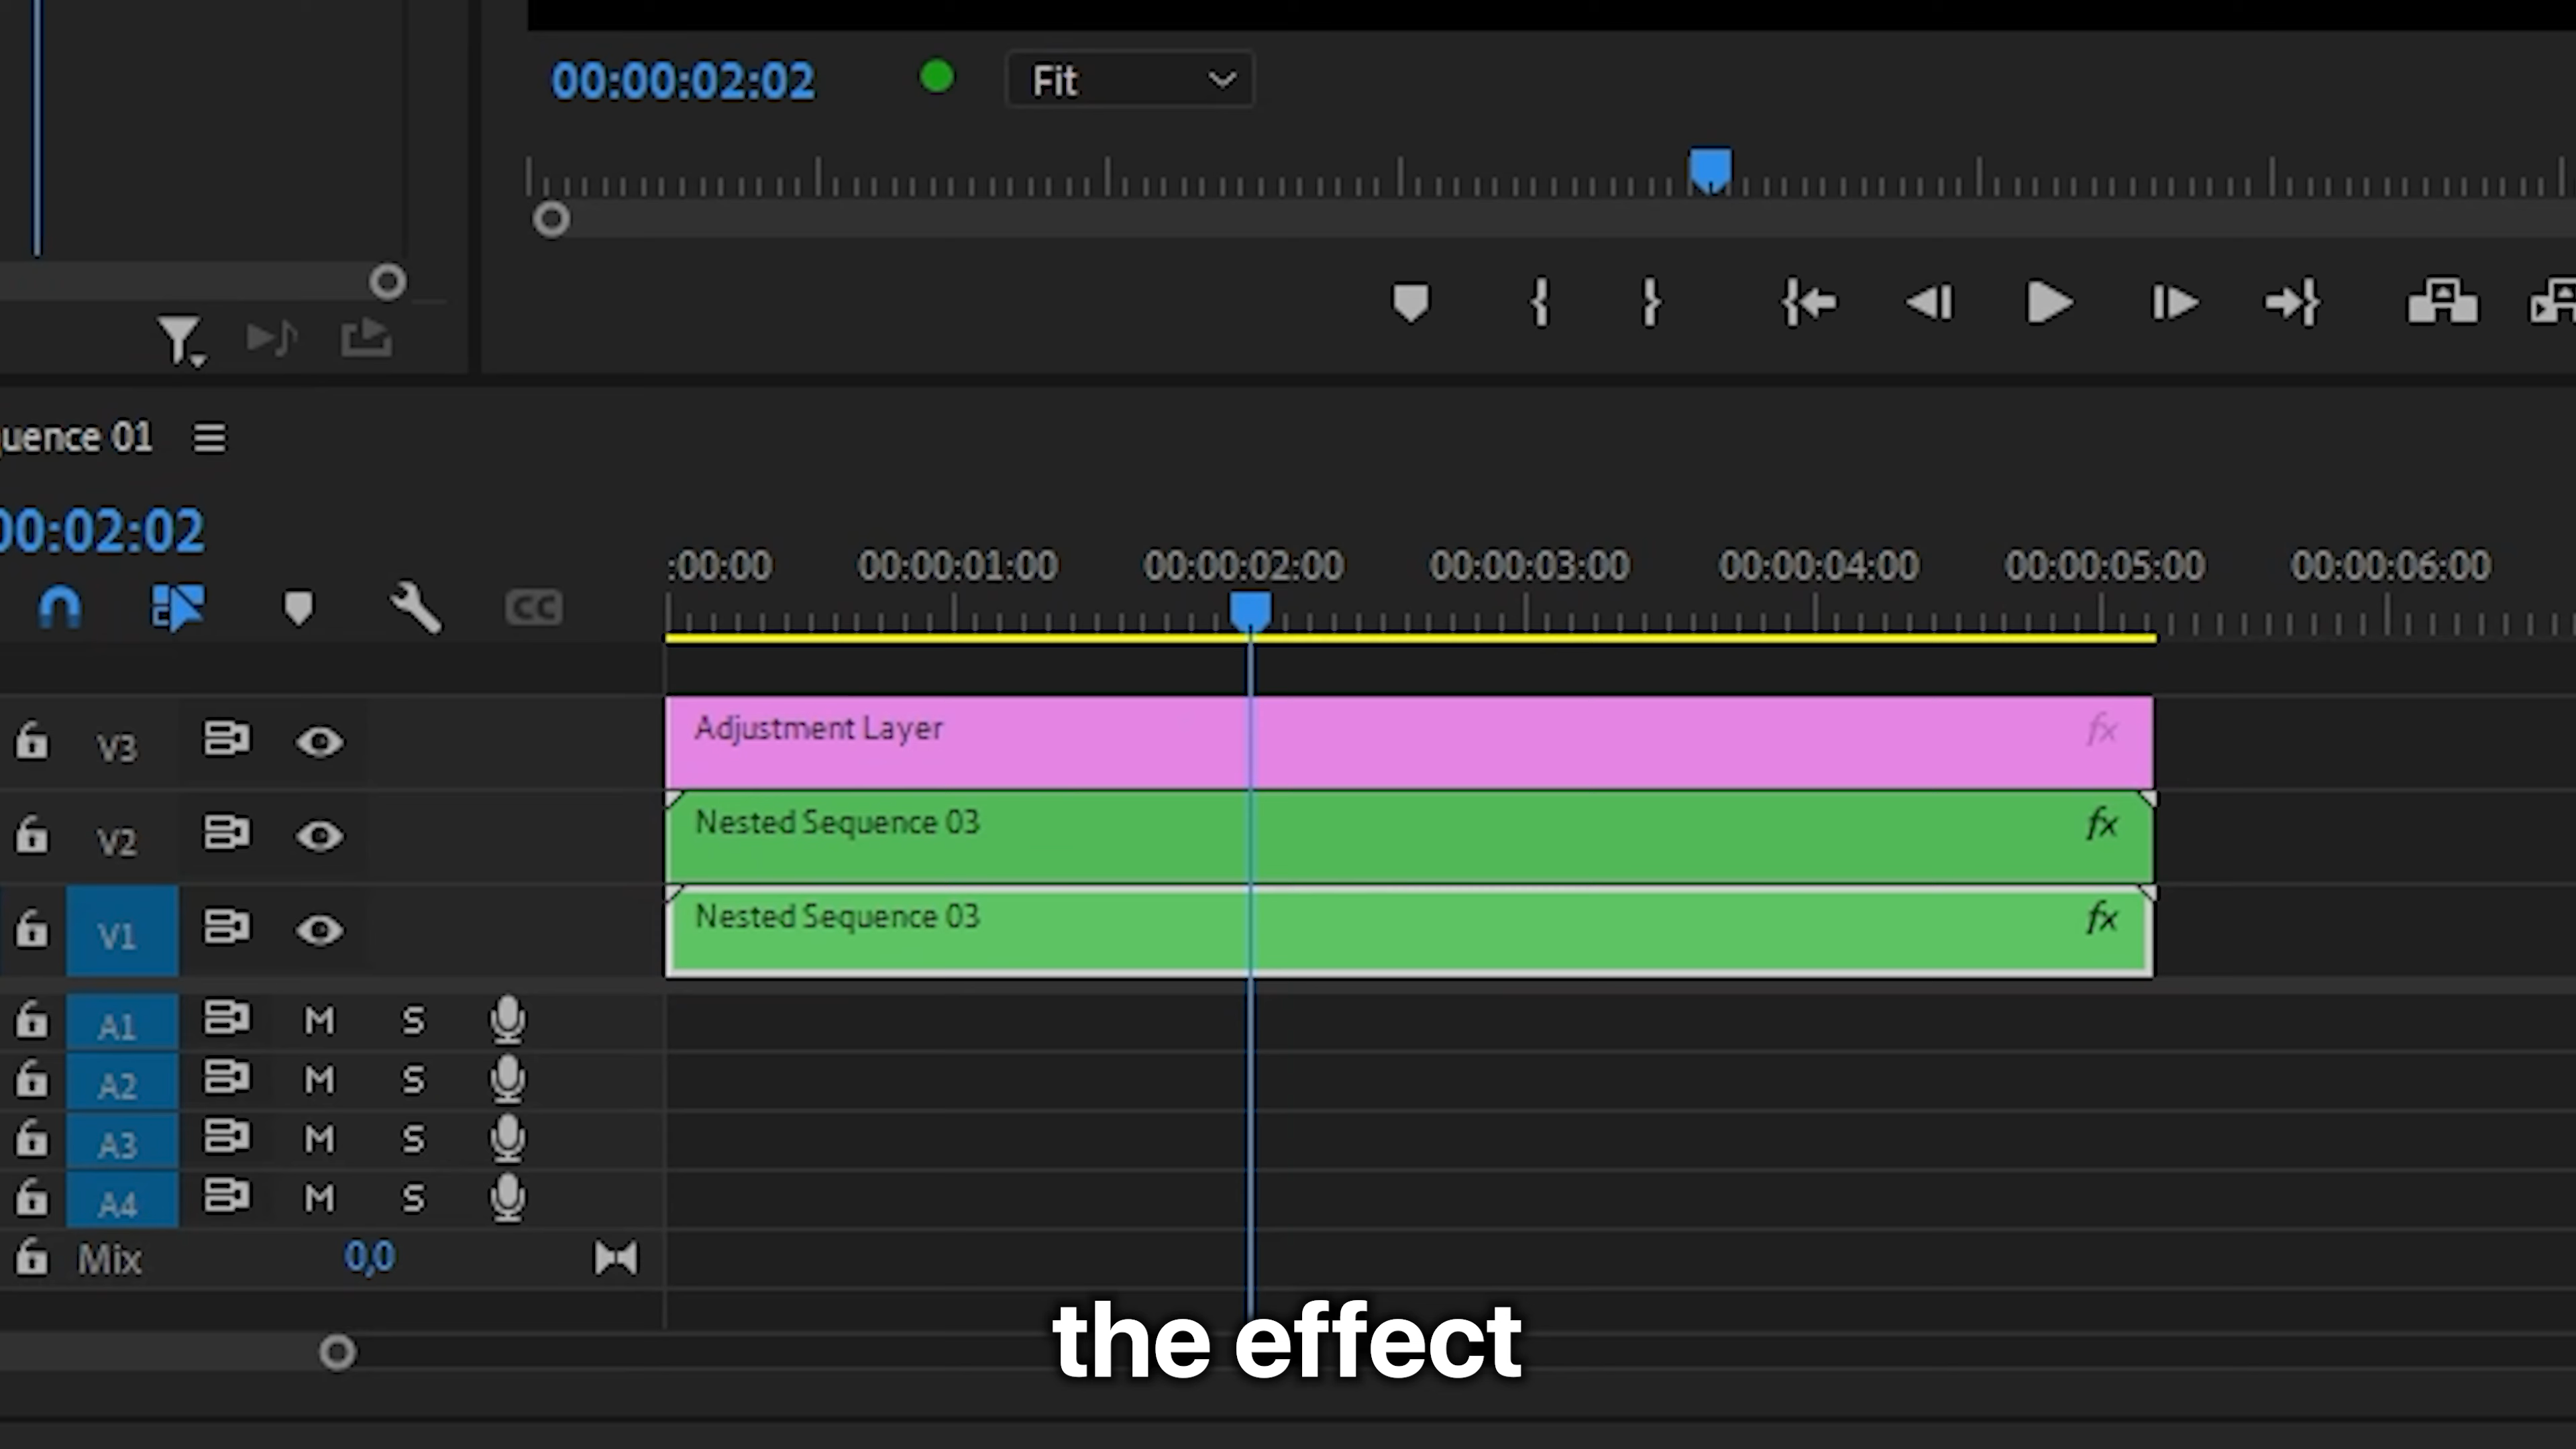 00:00:02:02
Fit
quence 01
00:02:02
:00:00 00:00:01:00 00:00:02:00 00:00:03:00 00:00:04:00 00:00:05:00 00:00:06:00
CC
V3 Adjustment Layer fx
V2 Nested Sequence 03 fx
V1 Nested Sequence 03 fx
A1 M S
A2 M S
A3 M S
A4 M S
Mix 0,0
the effect